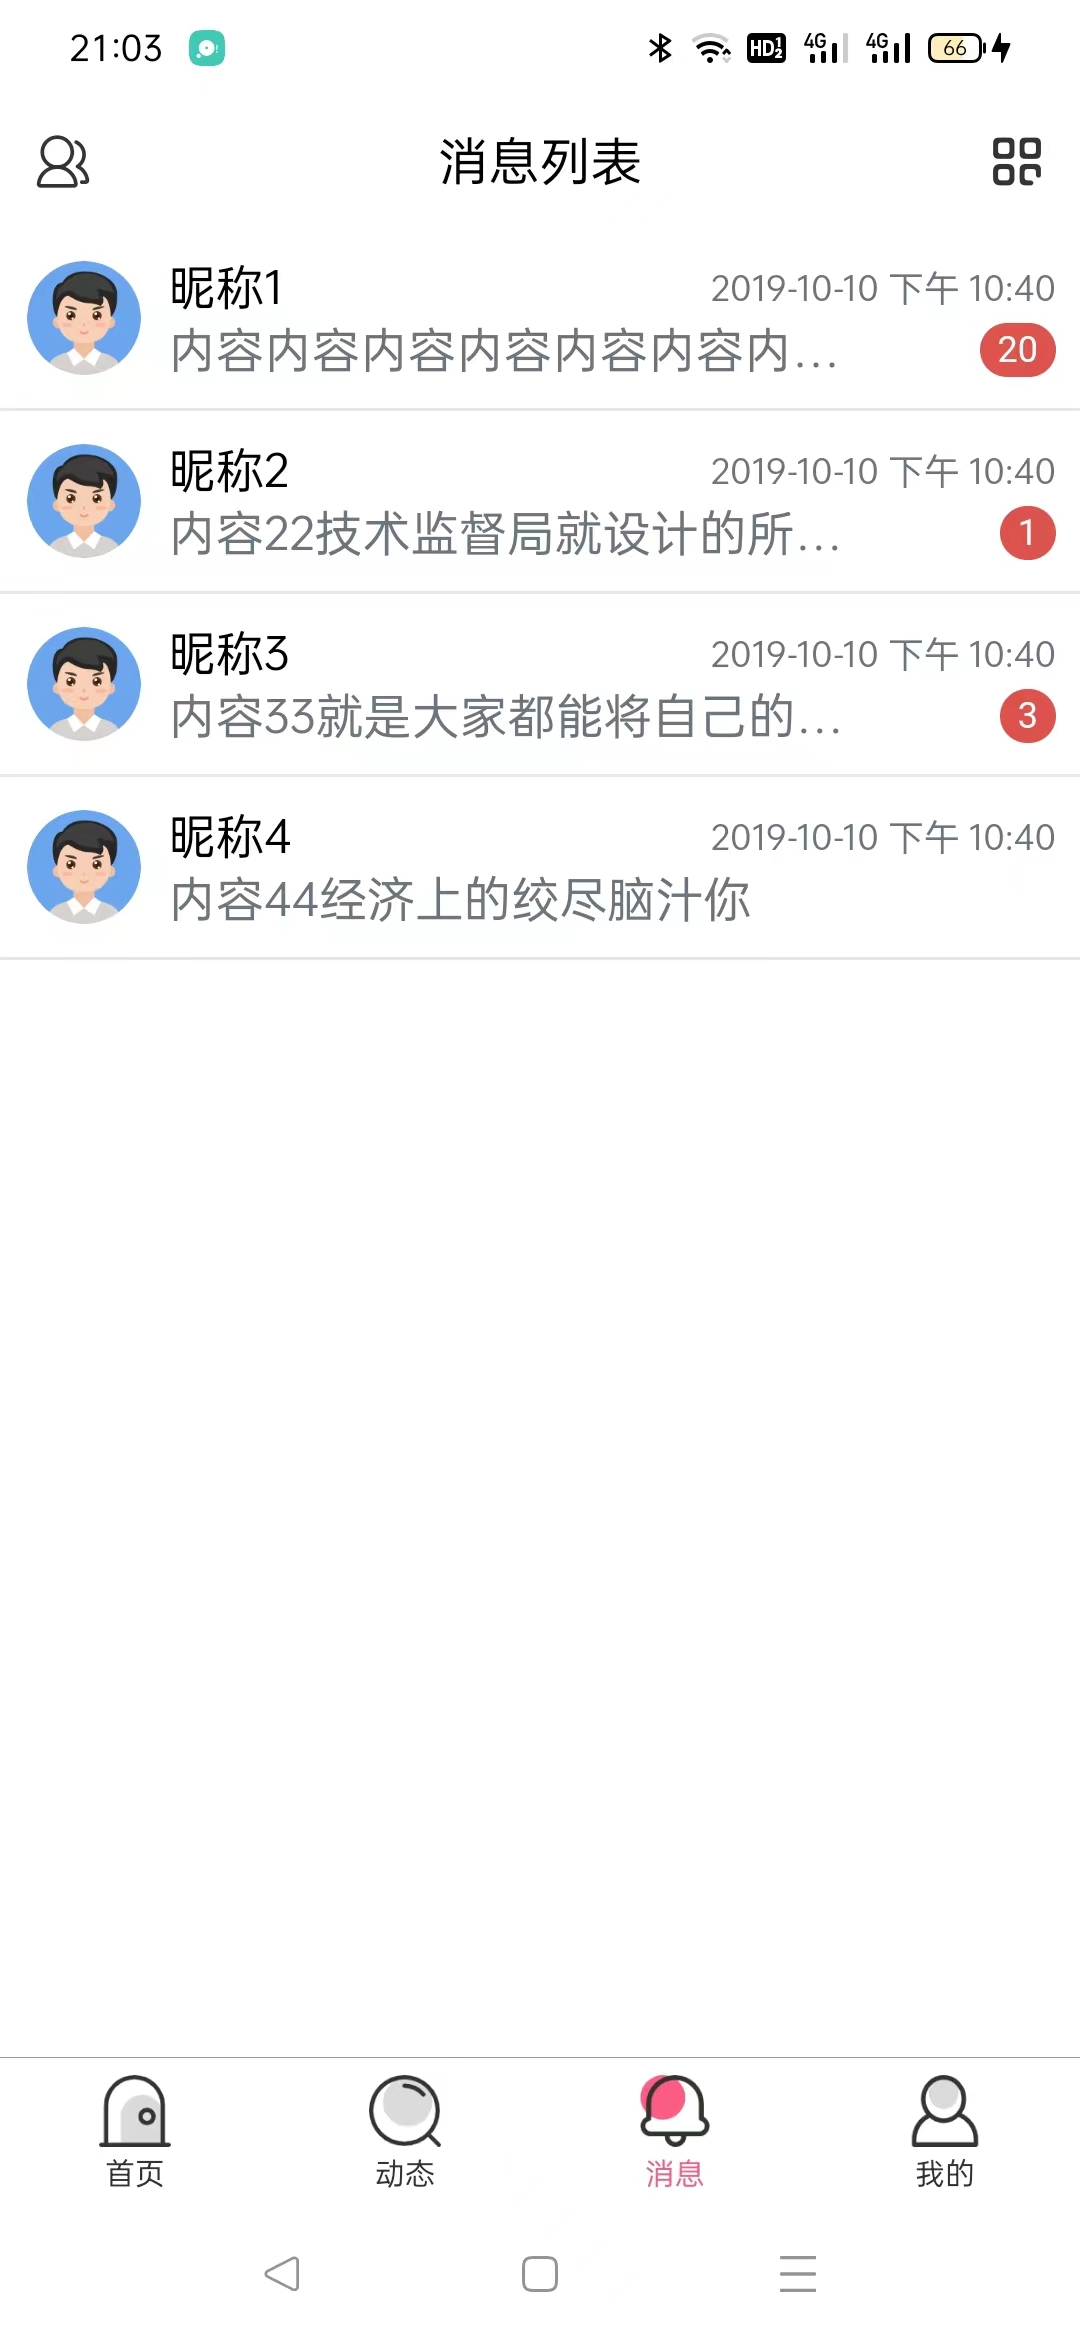 21:03 HD 1 2 4G 4G 66
消息列表
昵称1 2019-10-10 下午 10:40
内容内容内容内容内容内容内... 20
昵称2 2019-10-10 下午 10:40
内容22技术监督局就设计的所... 1
昵称3 2019-10-10 下午 10:40
内容33就是大家都能将自己的... 3
昵称4 2019-10-10 下午 10:40
内容44经济上的绞尽脑汁你
首页 动态 消息 我的